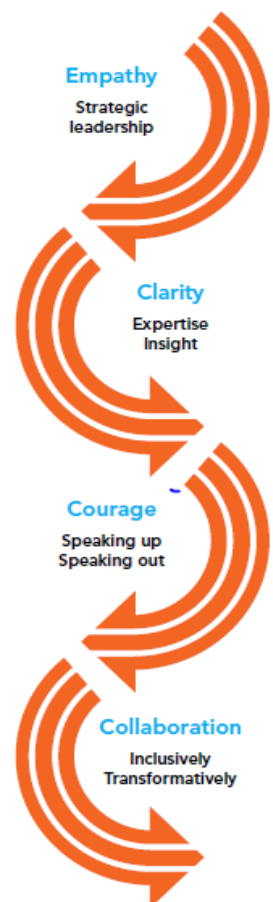 Empathy
Strategic
leadership
Clarity
Expertise
Insight
Courage
Speaking up
Speaking out
Collaboration
Inclusively
Transformatively